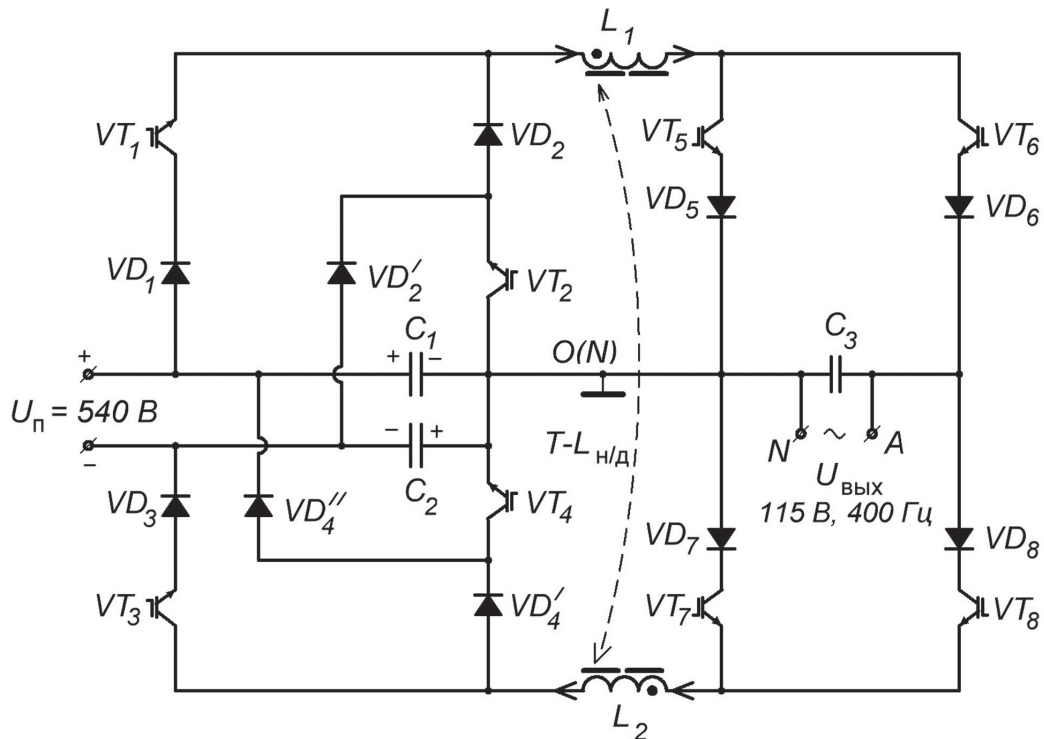 L₁
VT₁
VD₂
VT₅
VT₆
VD₅
VD₆
VD₁
VD₂′
VT₂
C₁
+ −
O(N)
C₃
+
Uп = 540 В
−
− +
C₂
T-Lн/д
N ~ A
Uвых
115 В, 400 Гц
VD₃
VD₄″
VT₄
VD₇
VD₈
VT₃
VD₄′
VT₇
VT₈
L₂